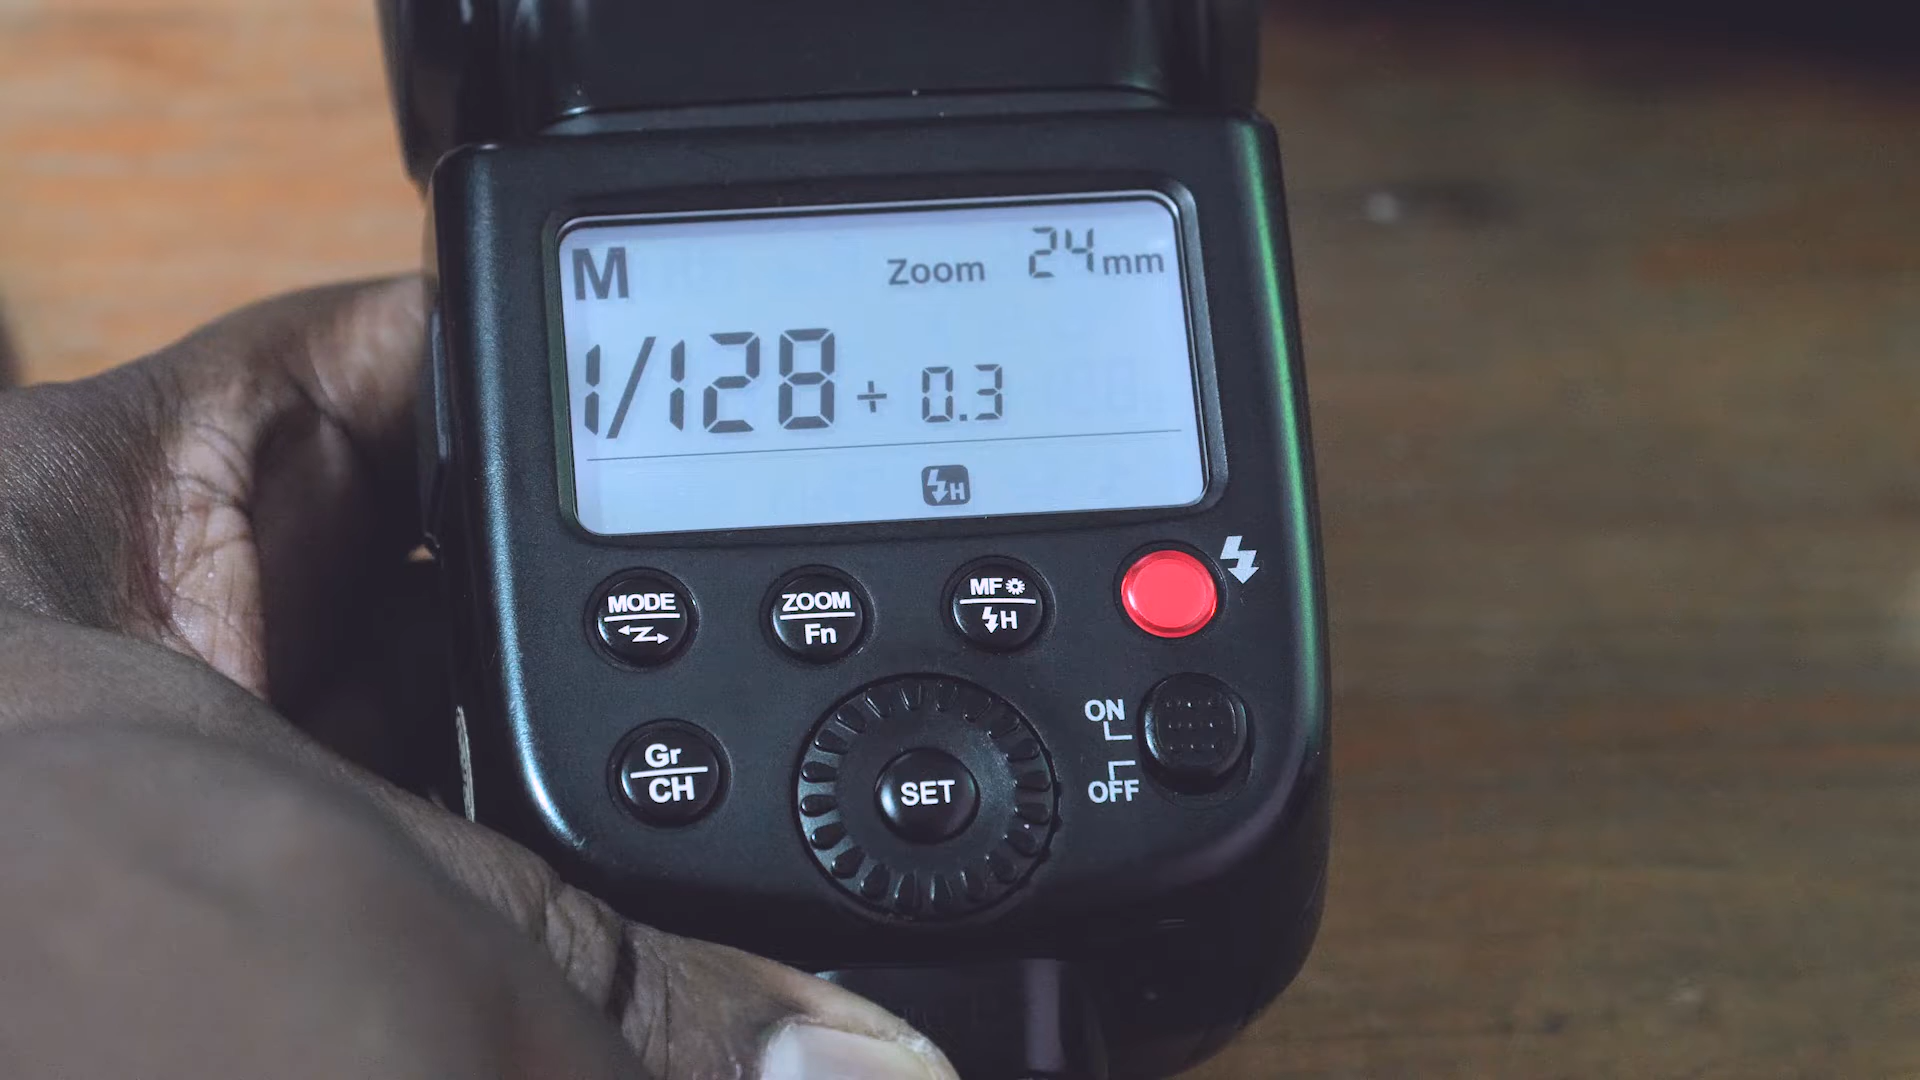 M Zoom 24mm
1/128 + 0.3
H
MODE
ZOOM
Fn
MF
H
Gr
CH
SET
ON
OFF